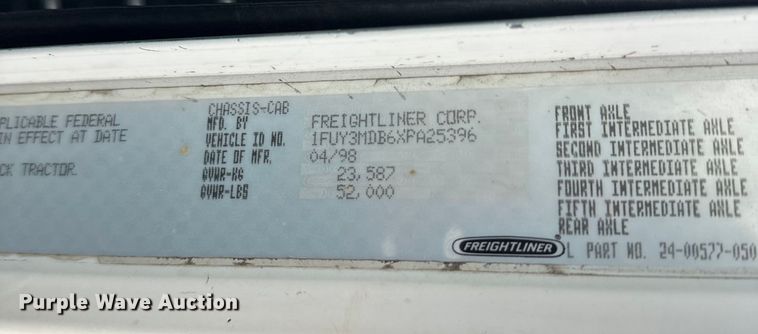 PLICABLE FEDERAL
IN EFFECT AT DATE
CK TRACTOR
CHASSIS-CAB
MFD. BY FREIGHTLINER CORP.
VEHICLE ID NO. 1FUY3MDB6XPA25396
DATE OF MFR. 04/98
GVWR-KG 23,587
GVWR-LBS 52,000
FRONT AXLE
FIRST INTERMEDIATE AXLE
SECOND INTERMEDIATE AXLE
THIRD INTERMEDIATE AXLE
FOURTH INTERMEDIATE AXLE
FIFTH INTERMEDIATE AXLE
REAR AXLE
FREIGHTLINER
L PART NO. 24-00577-050
Purple Wave Auction